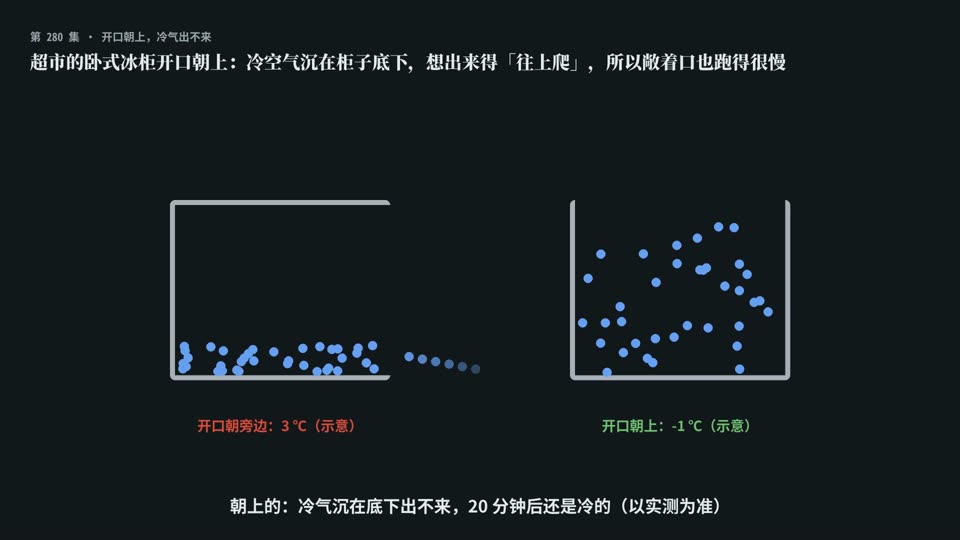 第 280 集 · 开口朝上，冷气出不来
超市的卧式冰柜开口朝上：冷空气沉在柜子底下，想出来得「往上爬」，所以敞着口也跑得很慢
开口朝旁边：3 ℃（示意）
开口朝上：-1 ℃（示意）
朝上的：冷气沉在底下出不来，20 分钟后还是冷的（以实测为准）